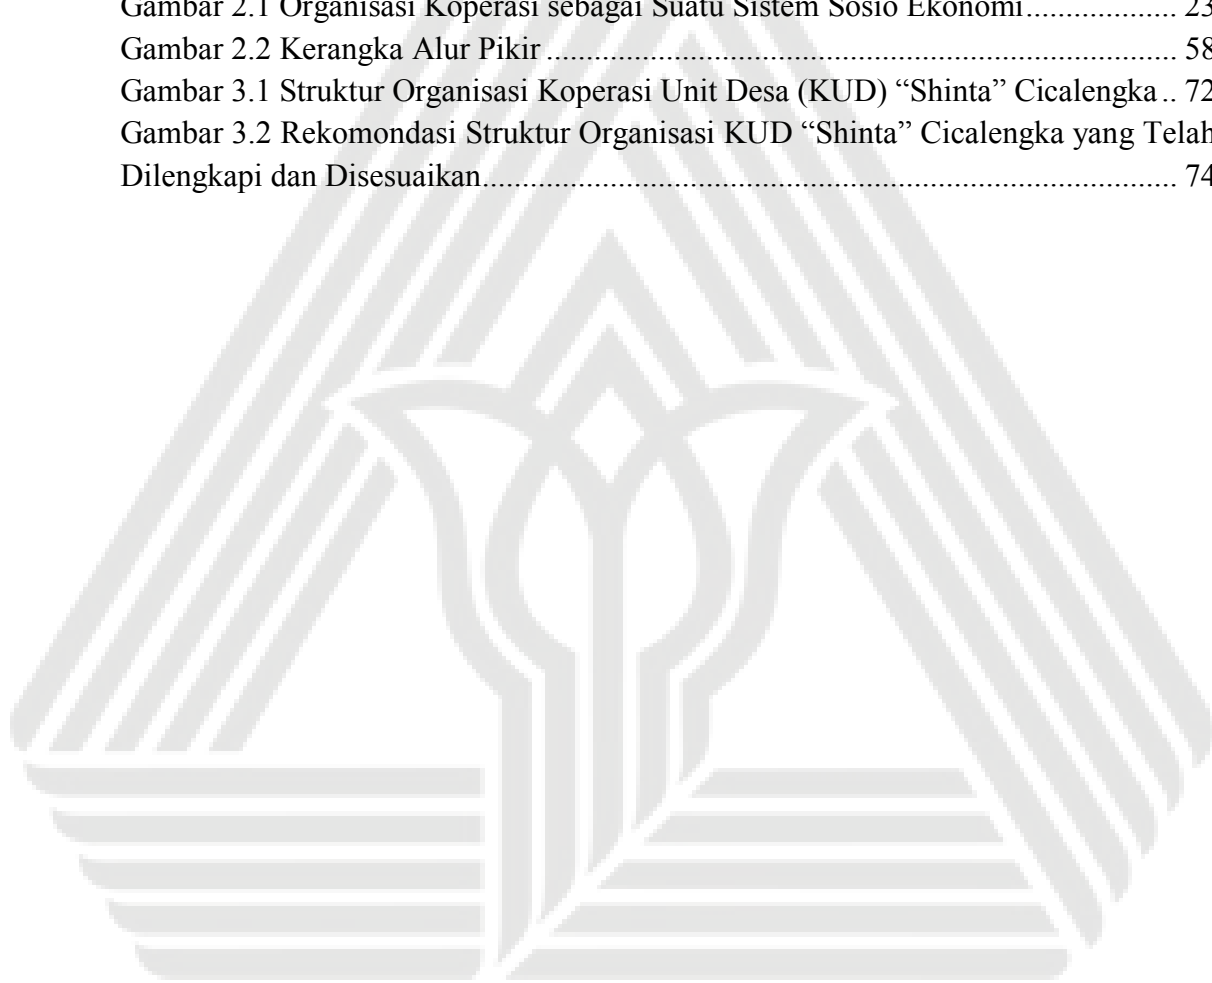 Gambar 2.1 Organisasi Koperasi sebagai Suatu Sistem Sosio Ekonomi................... 23
Gambar 2.2 Kerangka Alur Pikir ............................................................................... 58
Gambar 3.1 Struktur Organisasi Koperasi Unit Desa (KUD) “Shinta” Cicalengka .. 72
Gambar 3.2 Rekomondasi Struktur Organisasi KUD “Shinta” Cicalengka yang Telah
Dilengkapi dan Disesuaikan....................................................................................... 74